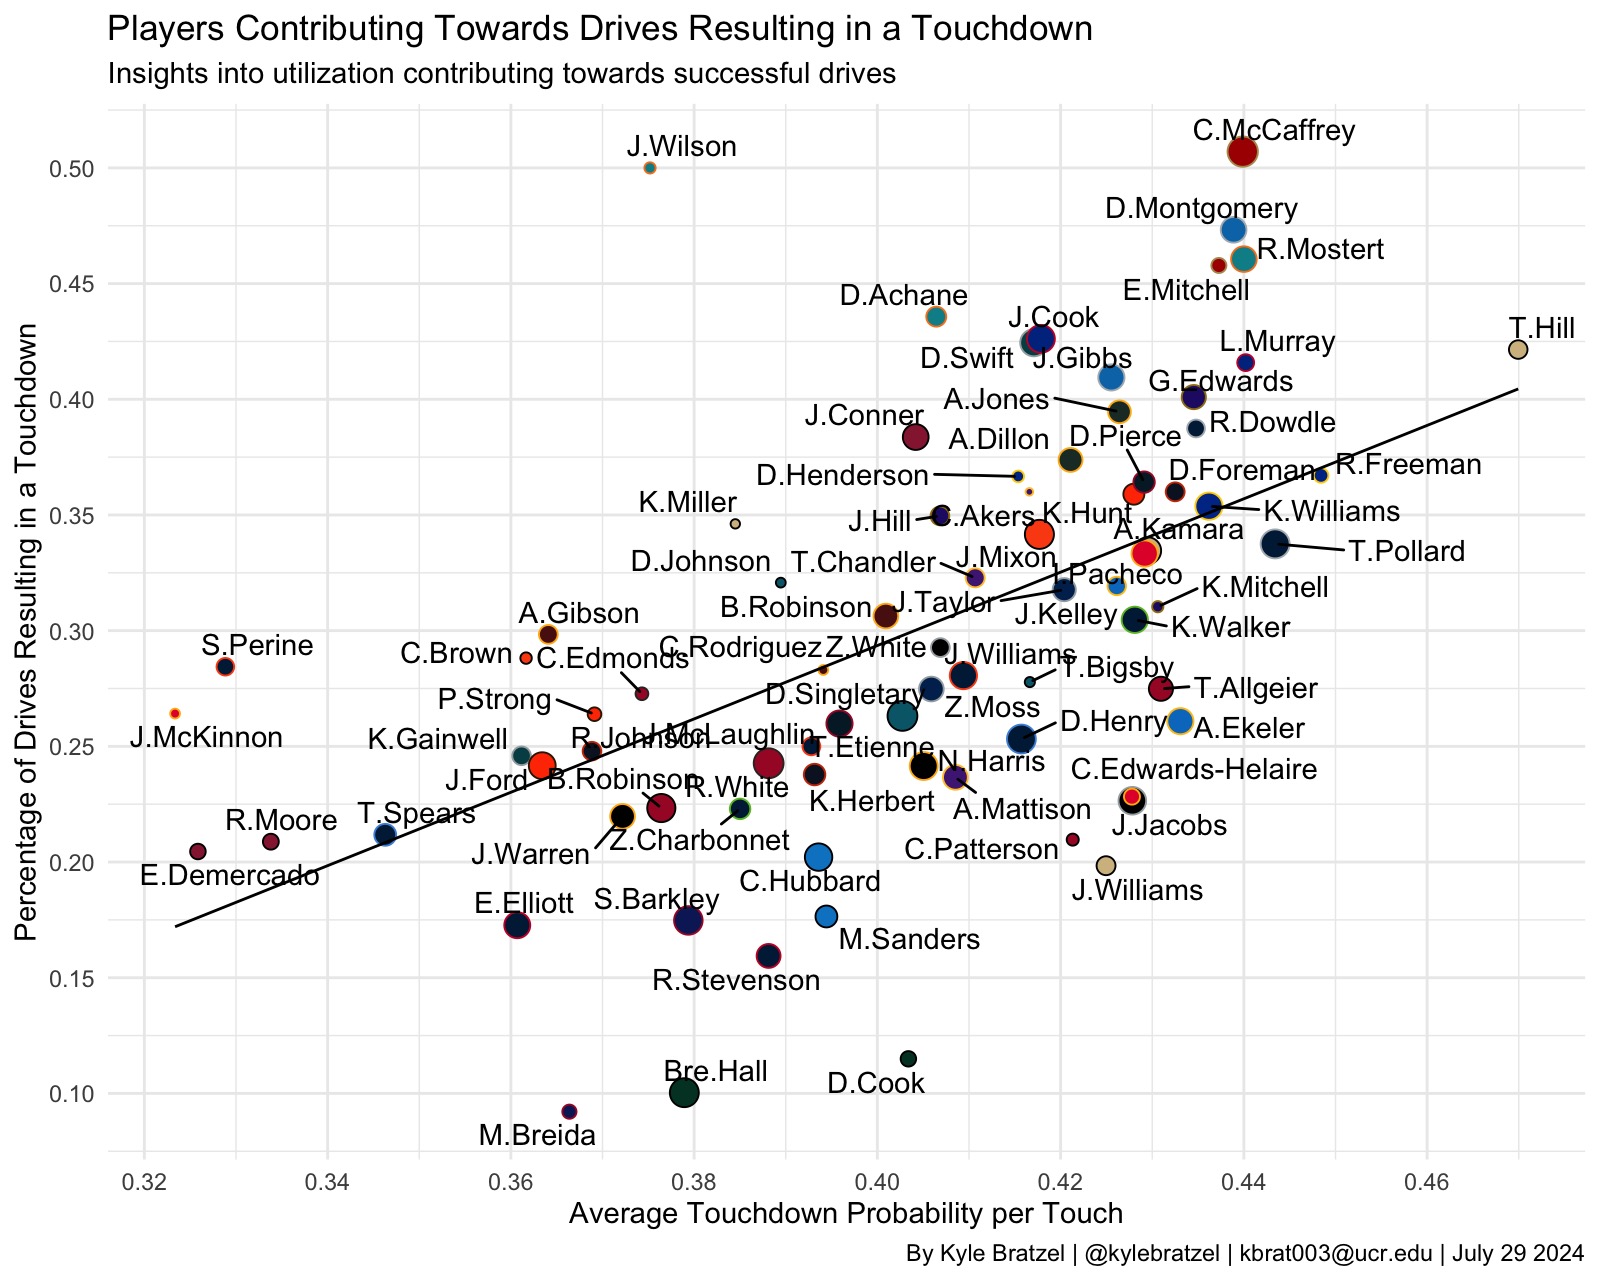 Players Contributing Towards Drives Resulting in a Touchdown
Insights into utilization contributing towards successful drives
Percentage of Drives Resulting in a Touchdown
0.50
0.45
0.40
0.35
0.30
0.25
0.20
0.15
0.10
C.McCaffrey
J.Wilson
D.Montgomery
R.Mostert
E.Mitchell
D.Achane
J.Cook
T.Hill
L.Murray
D.Swift
J.Gibbs
G.Edwards
A.Jones
J.Conner
R.Dowdle
A.Dillon
D.Pierce
D.Henderson
D.Foreman
R.Freeman
K.Miller
J.Hill
C.Akers
K.Hunt
K.Williams
A.Kamara
T.Pollard
D.Johnson
T.Chandler
J.Mixon
I.Pacheco
K.Mitchell
A.Gibson
B.Robinson
J.Taylor
J.Kelley
K.Walker
S.Perine
C.Brown
C.Edmonds
C.Rodriguez
Z.White
J.Williams
T.Bigsby
P.Strong
D.Singletary
Z.Moss
T.Allgeier
J.McKinnon
K.Gainwell
R.Johnson
J.McLaughlin
T.Etienne
D.Henry
A.Ekeler
J.Ford
B.Robinson
R.White
N.Harris
C.Edwards-Helaire
K.Herbert
A.Mattison
R.Moore
T.Spears
J.Warren
Z.Charbonnet
C.Patterson
J.Jacobs
E.Demercado
C.Hubbard
J.Williams
E.Elliott
S.Barkley
M.Sanders
R.Stevenson
Bre.Hall
D.Cook
M.Breida
0.32
0.34
0.36
0.38
0.40
0.42
0.44
0.46
Average Touchdown Probability per Touch
By Kyle Bratzel | @kylebratzel | kbrat003@ucr.edu | July 29 2024